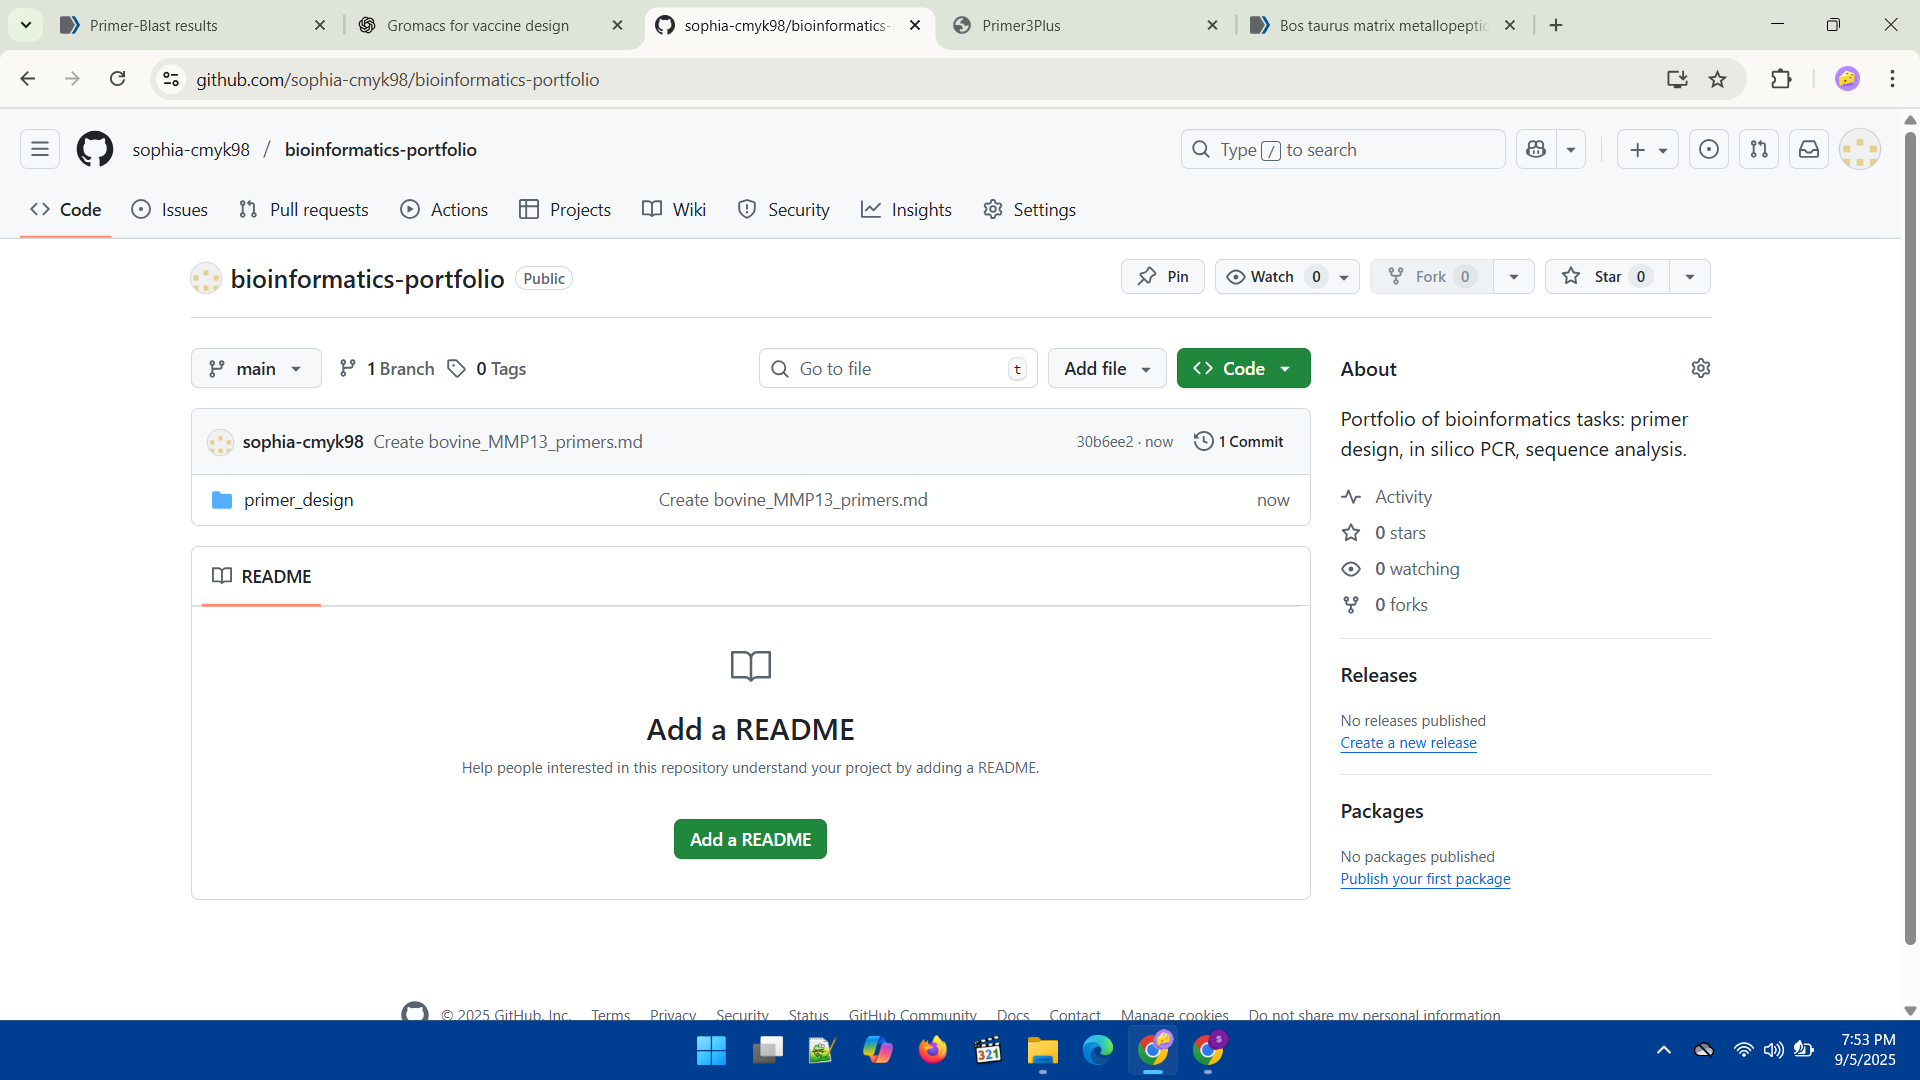 Primer-Blast results
Gromacs for vaccine design
sophia-cmyk98/bioinformatics-
Primer3Plus
Bos taurus matrix metallopeptid
github.com/sophia-cmyk98/bioinformatics-portfolio
sophia-cmyk98 / bioinformatics-portfolio
Type / to search
Code
Issues
Pull requests
Actions
Projects
Wiki
Security
Insights
Settings
bioinformatics-portfolio Public
Pin
Watch 0
Fork 0
Star 0
main
1 Branch
0 Tags
Go to file t
Add file
Code
sophia-cmyk98 Create bovine_MMP13_primers.md 30b6ee2 · now 1 Commit
primer_design Create bovine_MMP13_primers.md now
README
Add a README
Help people interested in this repository understand your project by adding a README.
Add a README
About
Portfolio of bioinformatics tasks: primer
design, in silico PCR, sequence analysis.
Activity
0 stars
0 watching
0 forks
Releases
No releases published
Create a new release
Packages
No packages published
Publish your first package
© 2025 GitHub, Inc. Terms Privacy Security Status GitHub Community Docs Contact Manage cookies Do not share my personal information
321
S
7:53 PM
9/5/2025